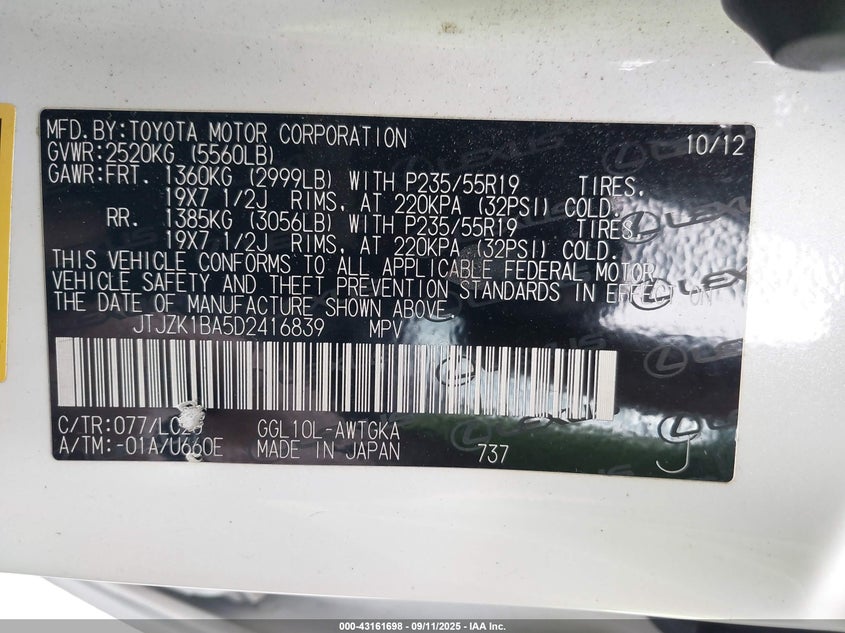 MFD.BY:TOYOTA MOTOR CORPORATION 10/12
GVWR:2520KG (5560LB)
GAWR:FRT. 1360KG (2999LB) WITH P235/55R19 TIRES,
19X7 1/2J RIMS, AT 220KPA (32PSI) COLD.
RR. 1385KG (3056LB) WITH P235/55R19 TIRES,
19X7 1/2J RIMS, AT 220KPA (32PSI) COLD.
THIS VEHICLE CONFORMS TO ALL APPLICABLE FEDERAL MOTOR
VEHICLE SAFETY AND THEFT PREVENTION STANDARDS IN EFFECT ON
THE DATE OF MANUFACTURE SHOWN ABOVE.
JTJZK1BA5D2416839 MPV
C/TR:077/LC20 GGL10L-AWTGKA
A/TM:-01A/U660E MADE IN JAPAN 737 J
LEXUS
000-43161698 - 09/11/2025 - IAA Inc.